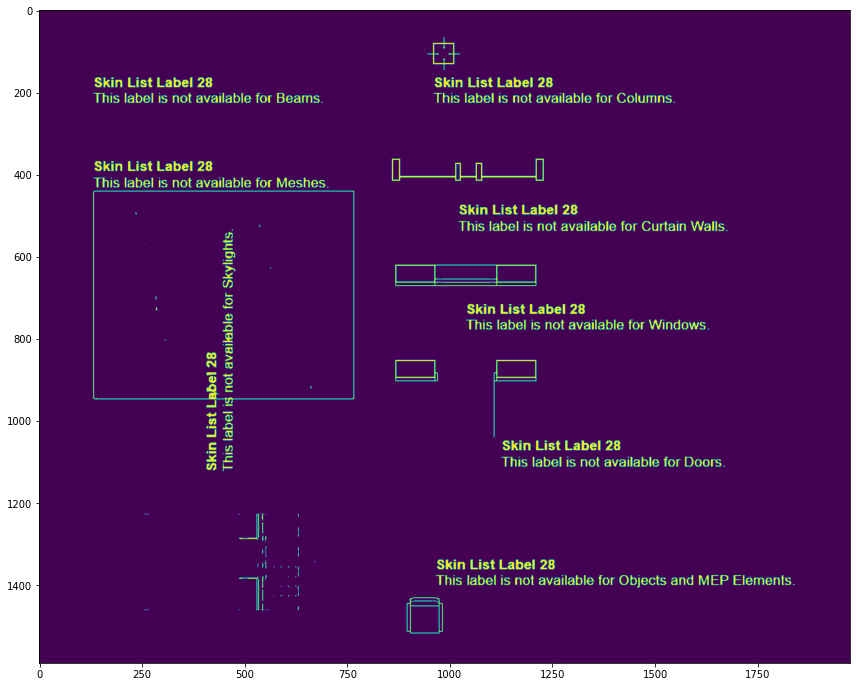 0
200
400
600
800
1000
1200
1400
Skin List Label 28
This label is not available for Beams.
Skin List Label 28
This label is not available for Columns.
Skin List Label 28
This label is not available for Meshes.
Skin List Label 28
This label is not available for Curtain Walls.
Skin List Label 28
This label is not available for Skylights.
Skin List Label 28
This label is not available for Windows.
Skin List Label 28
This label is not available for Doors.
Skin List Label 28
This label is not available for Objects and MEP Elements.
0 250 500 750 1000 1250 1500 1750